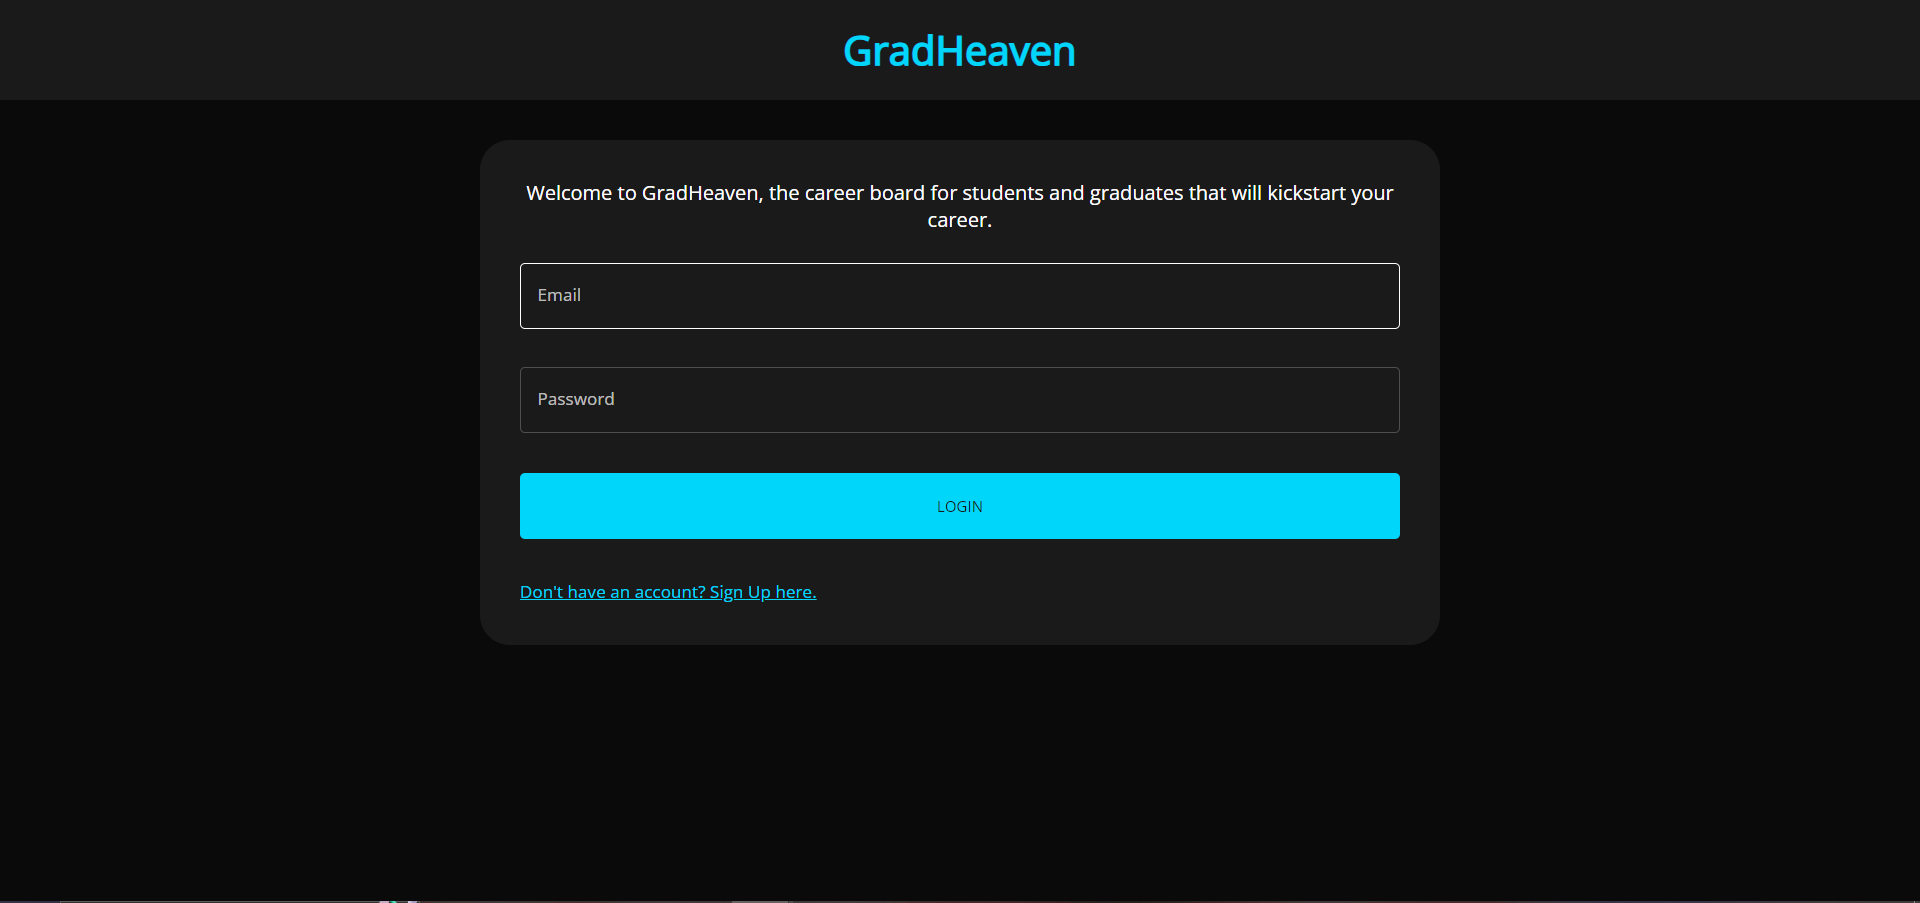 GradHeaven
Welcome to GradHeaven, the career board for students and graduates that will kickstart your
career.
Email
Password
LOGIN
Don't have an account? Sign Up here.